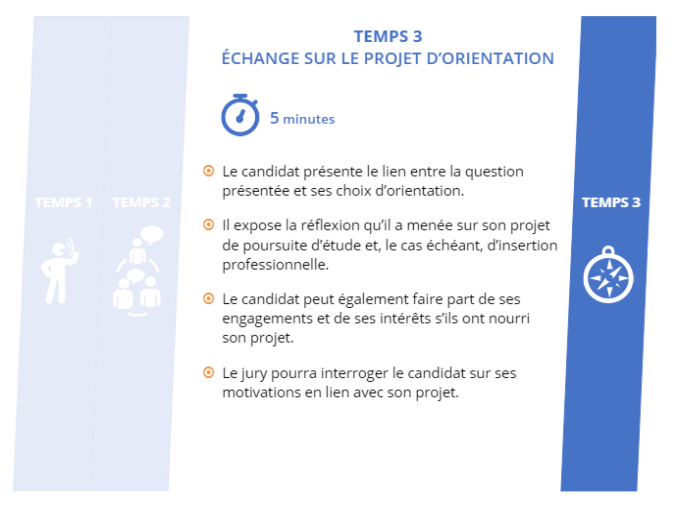 TEMPS 3
ÉCHANGE SUR LE PROJET D'ORIENTATION
5 minutes
TEMPS 1
TEMPS 2
Le candidat présente le lien entre la question
présentée et ses choix d'orientation.
Il expose la réflexion qu'il a menée sur son projet
de poursuite d'étude et, le cas échéant, d'insertion
professionnelle.
Le candidat peut également faire part de ses
engagements et de ses intérêts s'ils ont nourri
son projet.
Le jury pourra interroger le candidat sur ses
motivations en lien avec son projet.
TEMPS 3